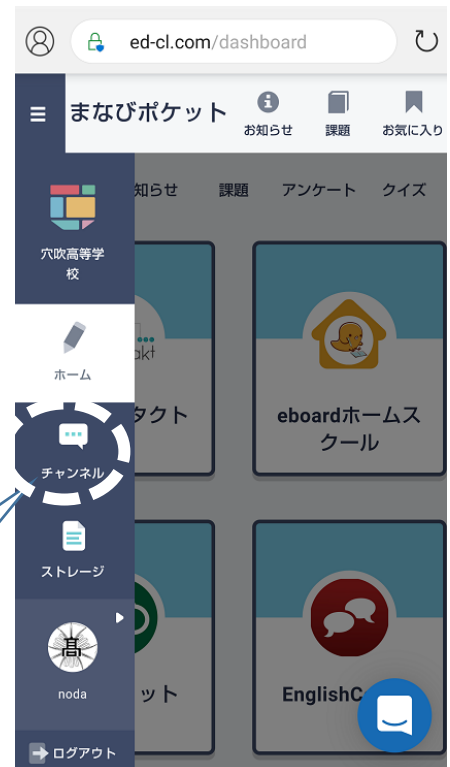 ed-cl.com/dashboard
まなびポケット
お知らせ
課題
お気に入り
知らせ
課題
アンケート
クイズ
穴吹高等学
校
ホーム
akt
タクト
eboardホームス
クール
チャンネル
ストレージ
高
noda
ット
EnglishC
ログアウト